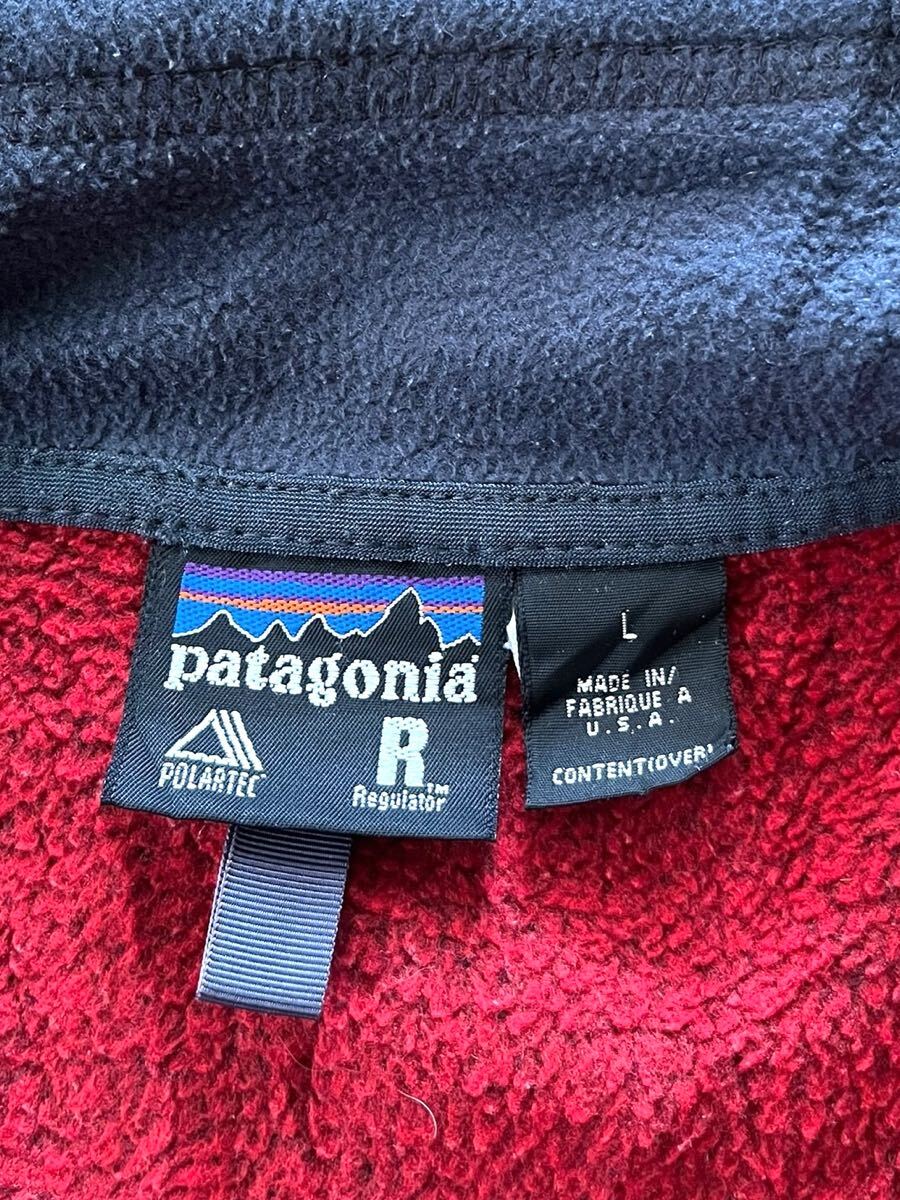 patagonia
POLARTEC
R
Regulator™
L
MADE IN/
FABRIQUE A
U.S.A.
CONTENT(OVER)